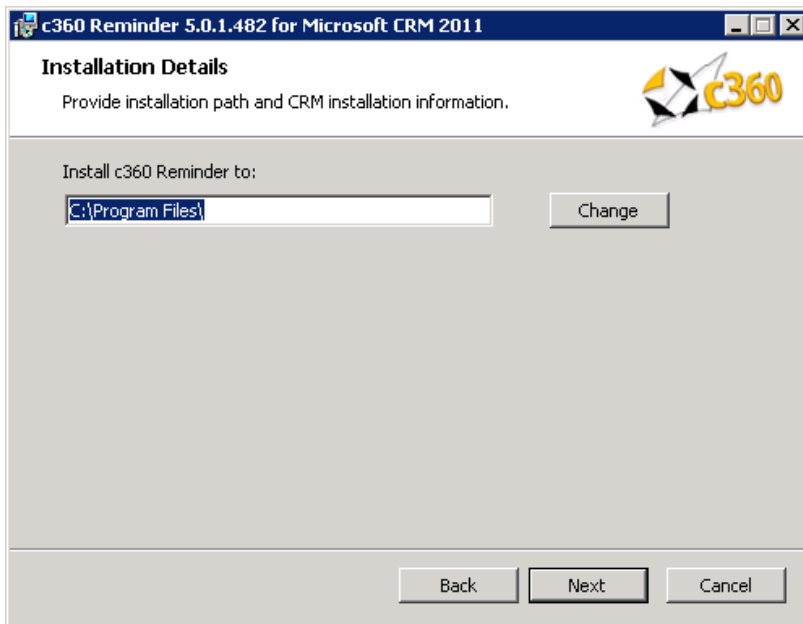 c360 Reminder 5.0.1.482 for Microsoft CRM 2011
Installation Details
Provide installation path and CRM installation information.
c360
Install c360 Reminder to:
C:\Program Files\
Change
Back
Next
Cancel